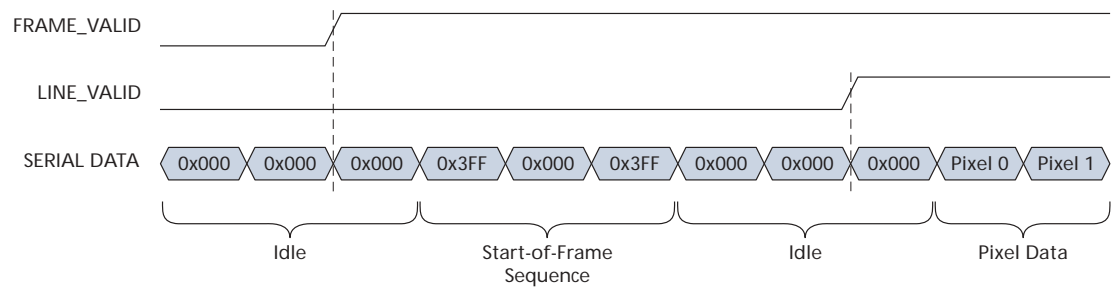 FRAME_VALID
LINE_VALID
SERIAL DATA 0x000 0x000 0x000 0x3FF 0x000 0x3FF 0x000 0x000 0x000 Pixel 0 Pixel 1
Idle Start-of-Frame Idle Pixel Data
Sequence